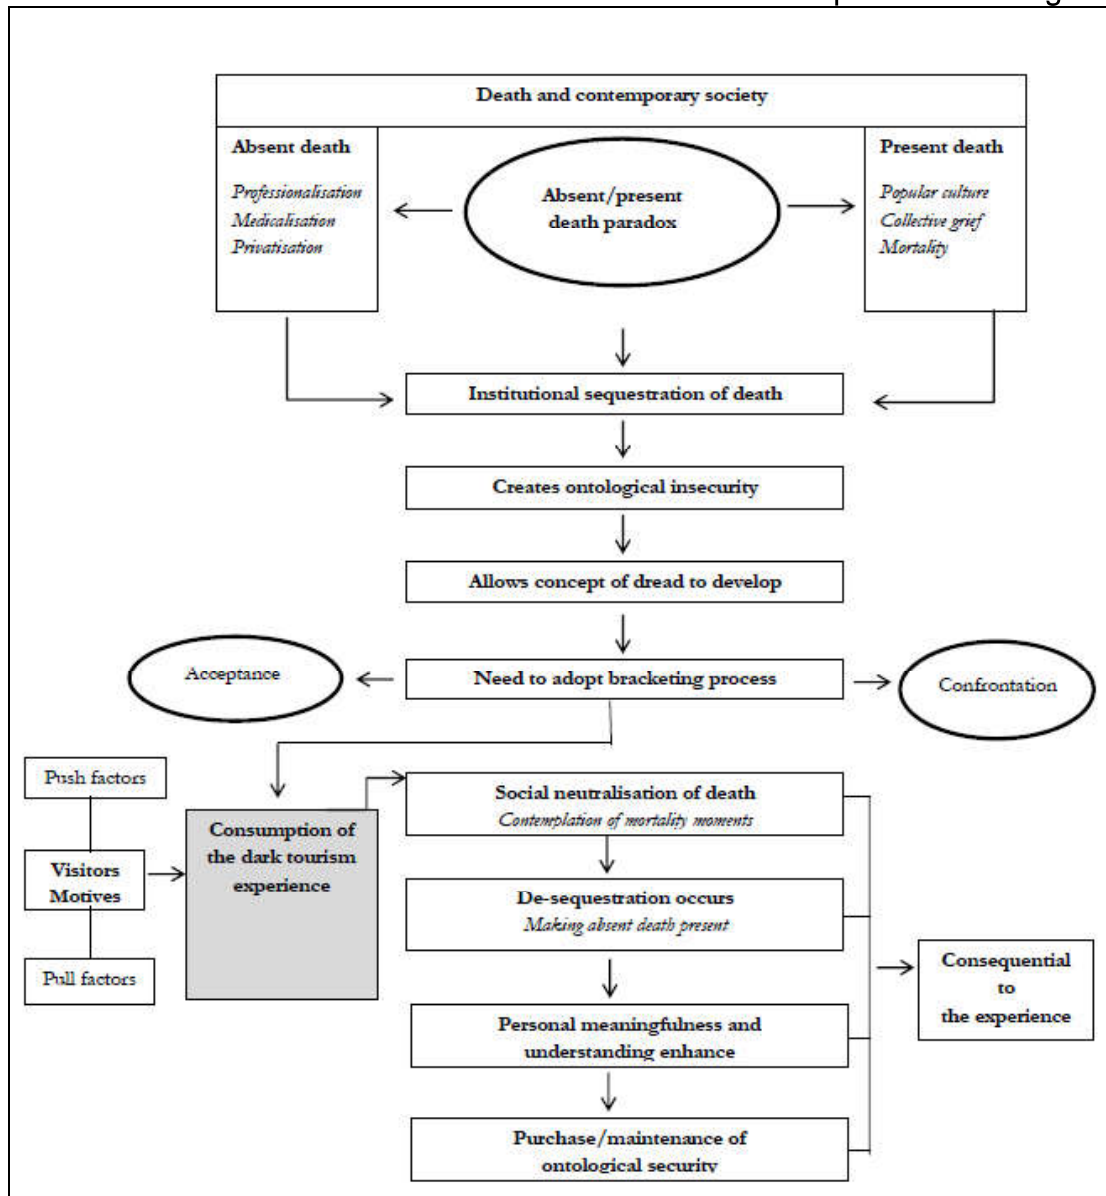 Death and contemporary society
Absent death
Professionalisation
Medicalisation
Privatisation
Absent/present
death paradox
Present death
Popular culture
Collective grief
Mortality
Institutional sequestration of death
Creates ontological insecurity
Allows concept of dread to develop
Acceptance
Need to adopt bracketing process
Confrontation
Push factors
Visitors
Motives
Pull factors
Consumption of
the dark tourism
experience
Social neutralisation of death
Contemplation of mortality moments
De-sequestration occurs
Making absent death present
Personal meaningfulness and
understanding enhance
Purchase/maintenance of
ontological security
Consequential
to
the experience